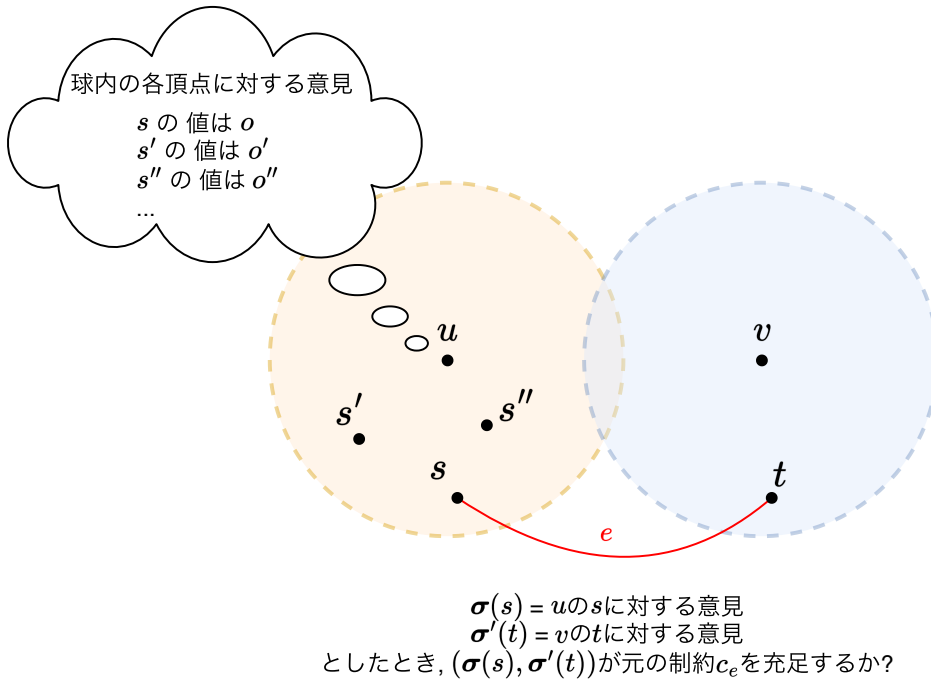 球内の各頂点に対する意見
s の 値は o
s′ の 値は o′
s′′ の 値は o′′
...
u
v
s′
s′′
s
t
e
σ(s) = uのsに対する意見
σ′(t) = vのtに対する意見
としたとき, (σ(s), σ′(t))が元の制約c_eを充足するか?